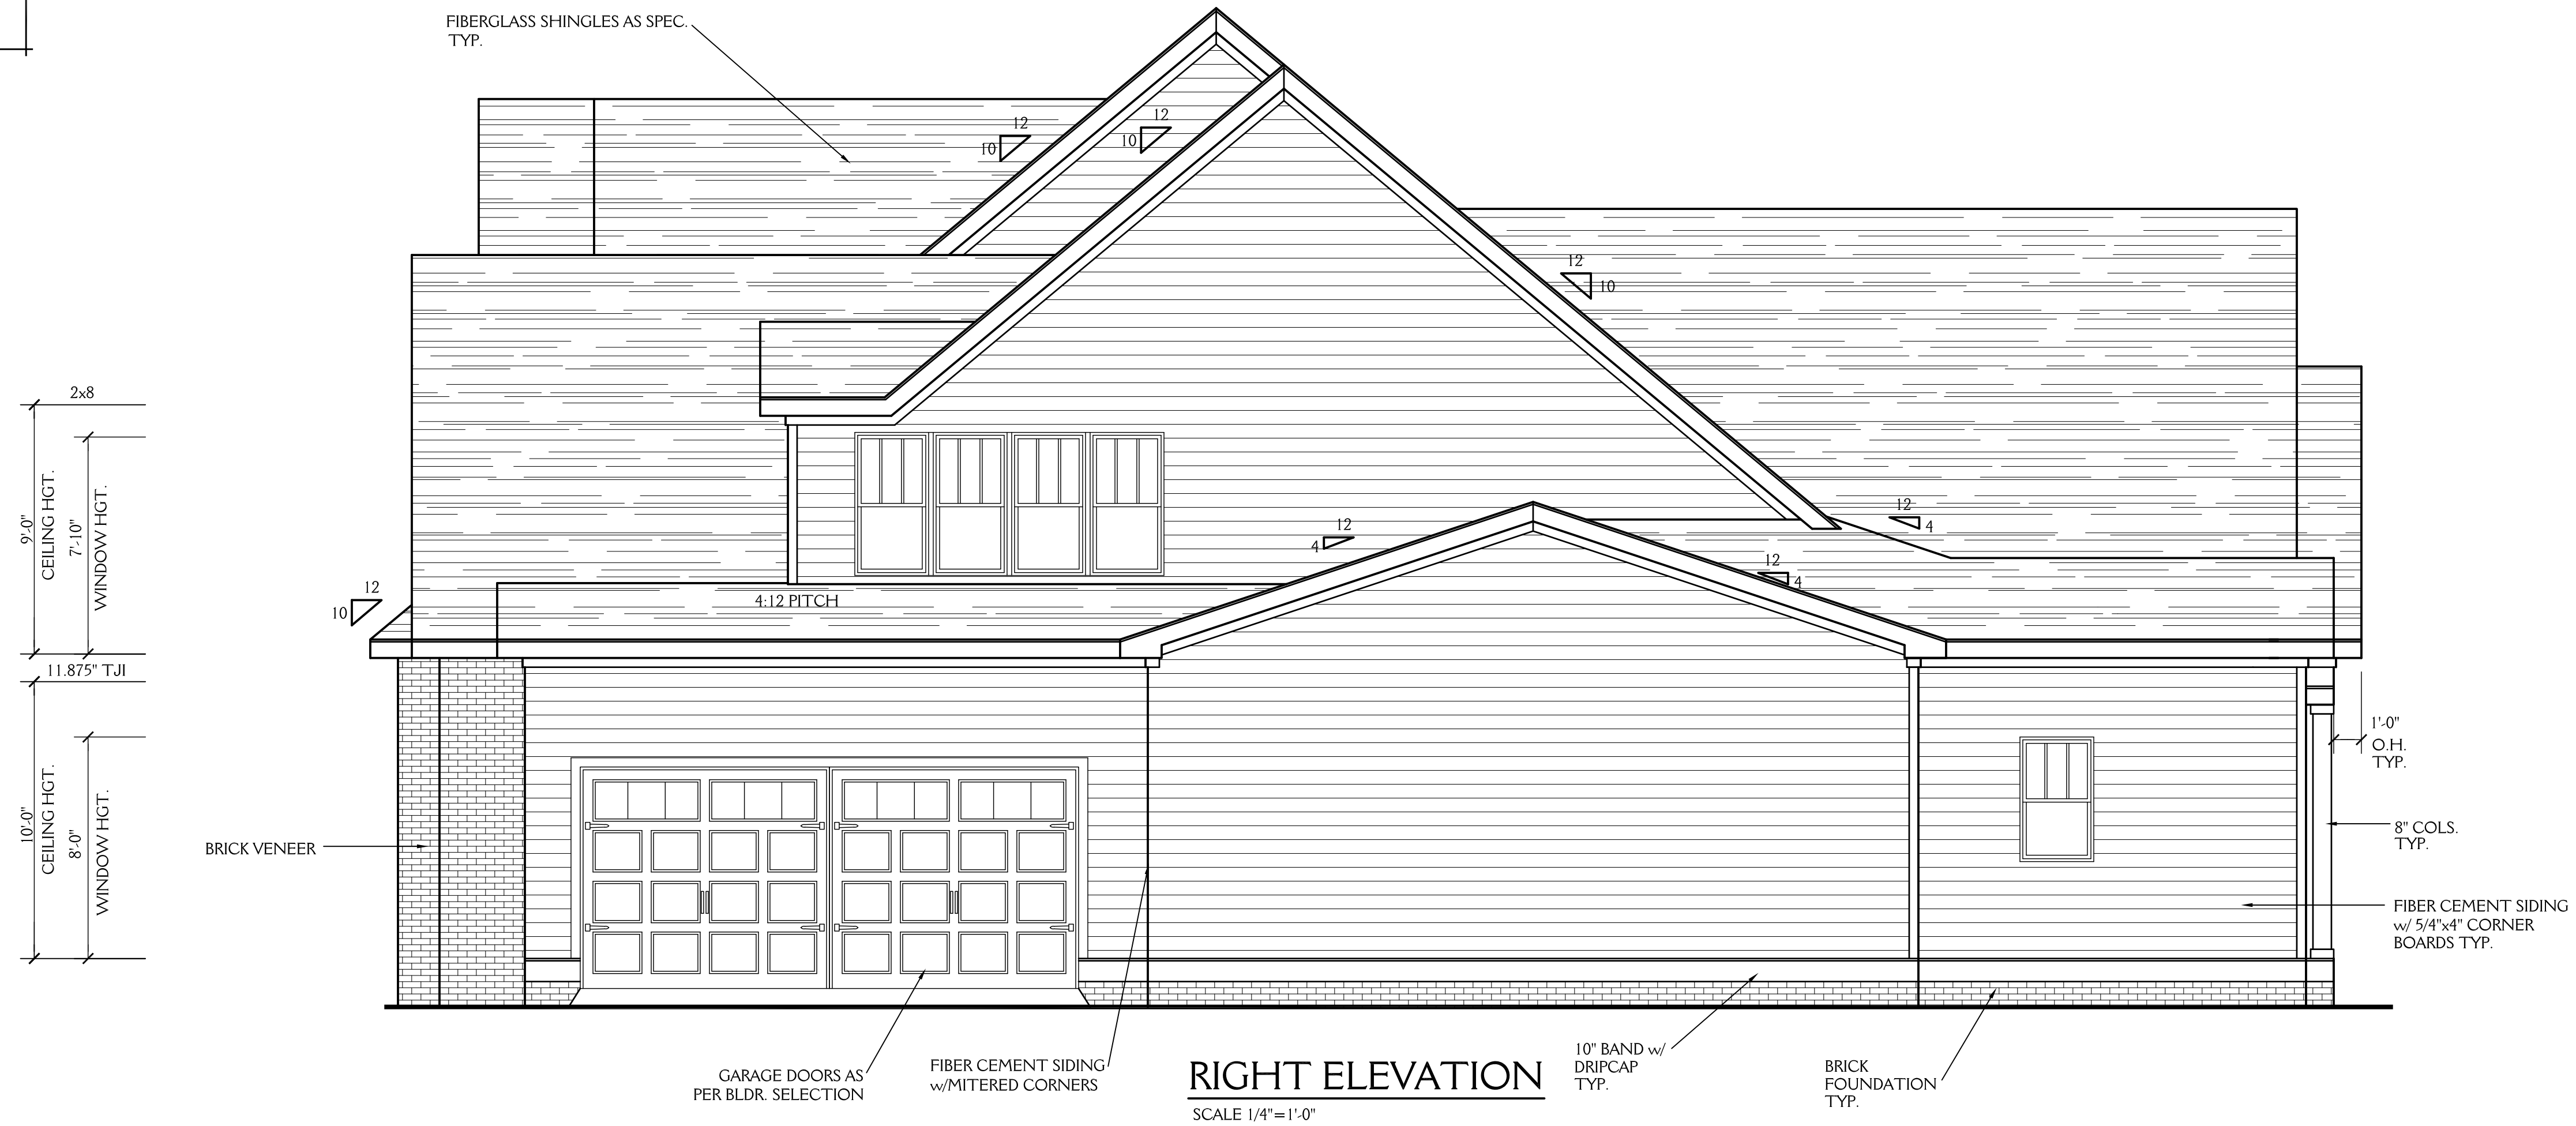 FIBERGLASS SHINGLES AS SPEC.
TYP.
12
10
12
10
12
10
2x8
9'-0"
CEILING HGT.
7'-10"
WINDOW HGT.
12
4
12
4
12
4
12
10
4:12 PITCH
11.875" TJI
10'-0"
CEILING HGT.
8'-0"
WINDOW HGT.
1'-0"
O.H.
TYP.
BRICK VENEER
8" COLS.
TYP.
FIBER CEMENT SIDING
w/ 5/4"x4" CORNER
BOARDS TYP.
GARAGE DOORS AS
PER BLDR. SELECTION
FIBER CEMENT SIDING
w/MITERED CORNERS
RIGHT ELEVATION
SCALE 1/4"=1'-0"
10" BAND w/
DRIPCAP
TYP.
BRICK
FOUNDATION
TYP.